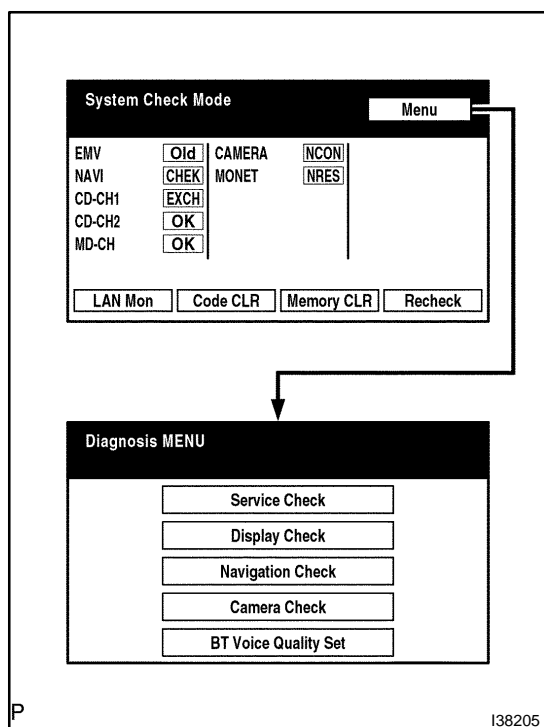 System Check Mode
Menu
EMV Old CAMERA NCON
NAVI CHEK MONET NRES
CD-CH1 EXCH
CD-CH2 OK
MD-CH OK
LAN Mon Code CLR Memory CLR Recheck
Diagnosis MENU
Service Check
Display Check
Navigation Check
Camera Check
BT Voice Quality Set
P
I38205